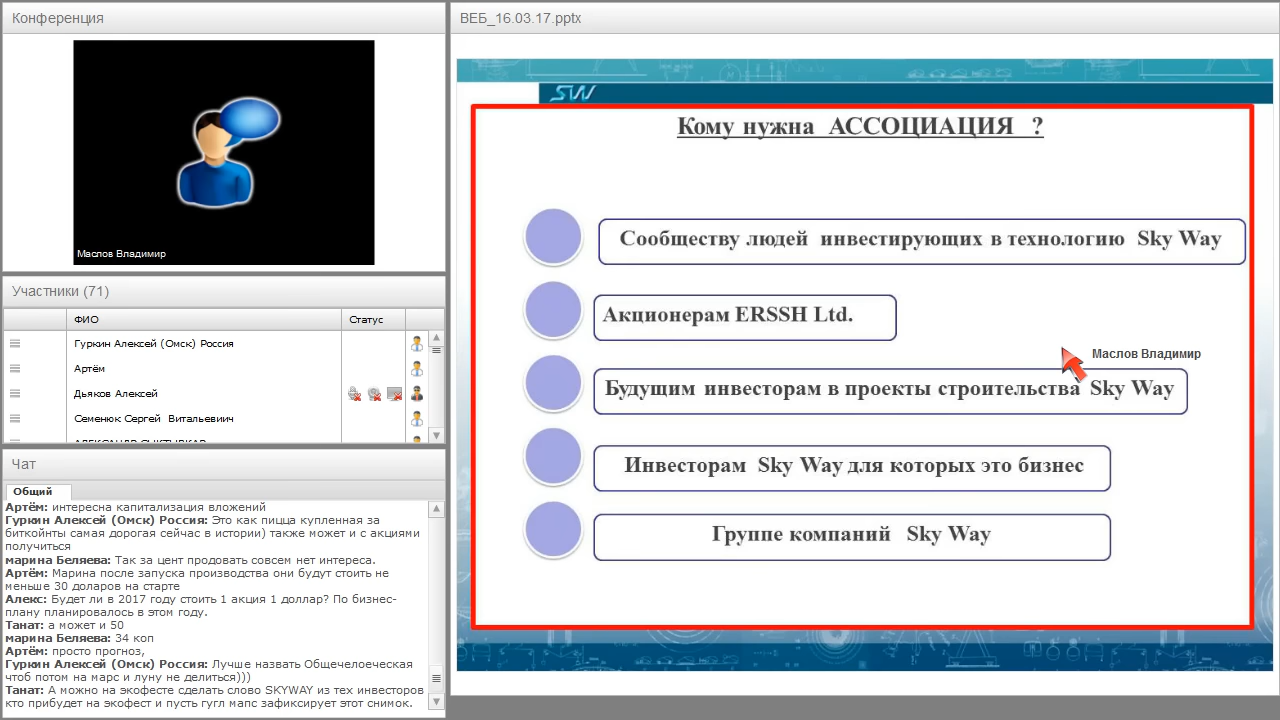 Конференция
Маслов Владимир
Участники (71)
ФИО Статус
Гуркин Алексей (Омск) Россия
Артём
Дьяков Алексей
Семенюк Сергей Витальевич
Чат
Общий
Артём: интересна капитализация вложений
Гуркин Алексей (Омск) Россия: Это как пицца купленная за
биткойнты самая дорогая сейчас в истории) также может и с акциями
получиться
марина Беляева: Так за цент продовать совсем нет интереса.
Артём: Марина после запуска производства они будут стоить не
меньше 30 доларов на старте
Алекс: Будет ли в 2017 году стоить 1 акция 1 доллар? По бизнес-
плану планировалось в этом году.
Танат: а может и 50
марина Беляева: 34 коп
Артём: просто прогноз,
Гуркин Алексей (Омск) Россия: Лучше назвать Общечелоеческая
чтоб потом на марс и луну не делиться)))
Танат: А можно на экофесте сделать слово SKYWAY из тех инвесторов
кто прибудет на экофест и пусть гугл мапс зафиксирует этот снимок.
ВЕБ_16.03.17.pptx
SW
Кому нужна АССОЦИАЦИЯ ?
Сообществу людей инвестирующих в технологию Sky Way
Акционерам ERSSH Ltd.
Маслов Владимир
Будущим инвесторам в проекты строительства Sky Way
Инвесторам Sky Way для которых это бизнес
Группе компаний Sky Way